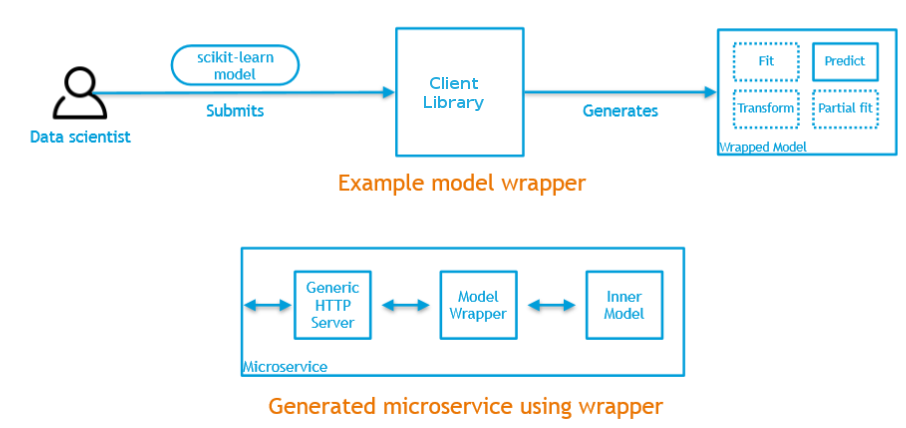 scikit-learn
model
Submits
Data scientist
Client
Library
Generates
Fit
Predict
Transform
Partial fit
Wrapped Model
Example model wrapper
Generic
HTTP
Server
Model
Wrapper
Inner
Model
Microservice
Generated microservice using wrapper